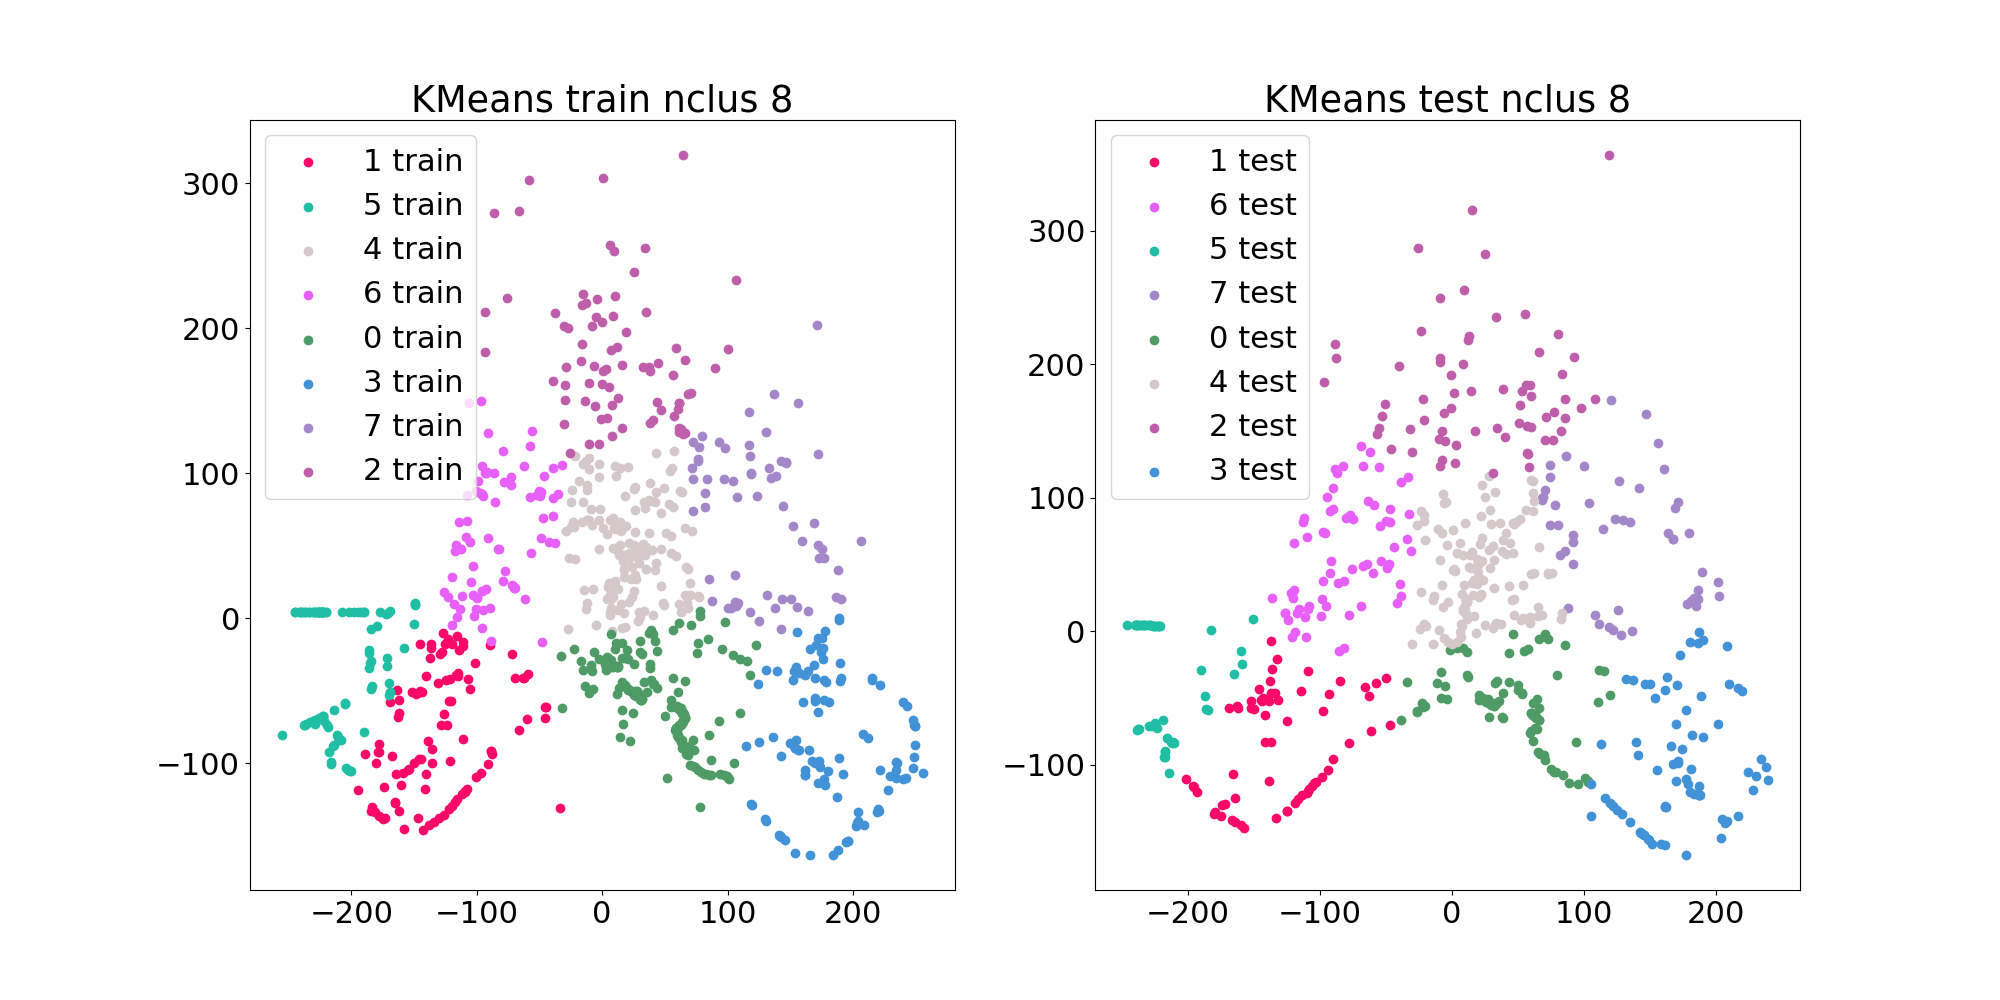 KMeans train nclus 8
1 train
5 train
4 train
6 train
0 train
3 train
7 train
2 train
300
200
100
0
−100
−200
−100
0
100
200
KMeans test nclus 8
1 test
6 test
5 test
7 test
0 test
4 test
2 test
3 test
300
200
100
0
−100
−200
−100
0
100
200